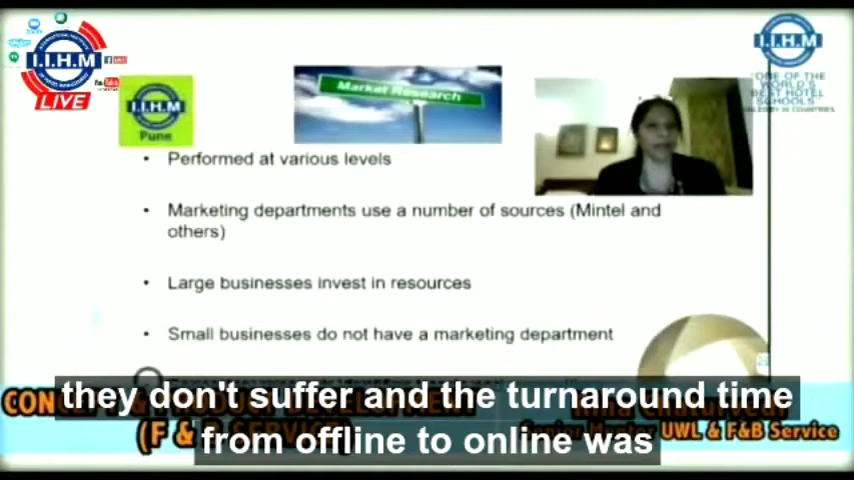 I.I.H.M
LIVE
I.I.H.M
Pune
Market Research
I.I.H.M
"ONE OF THE
WORLD'S
BEST HOTEL
SCHOOLS"
• Performed at various levels
• Marketing departments use a number of sources (Mintel and
others)
• Large businesses invest in resources
• Small businesses do not have a marketing department
they don't suffer and the turnaround time
from offline to online was
(F &
UWL & F&B Service